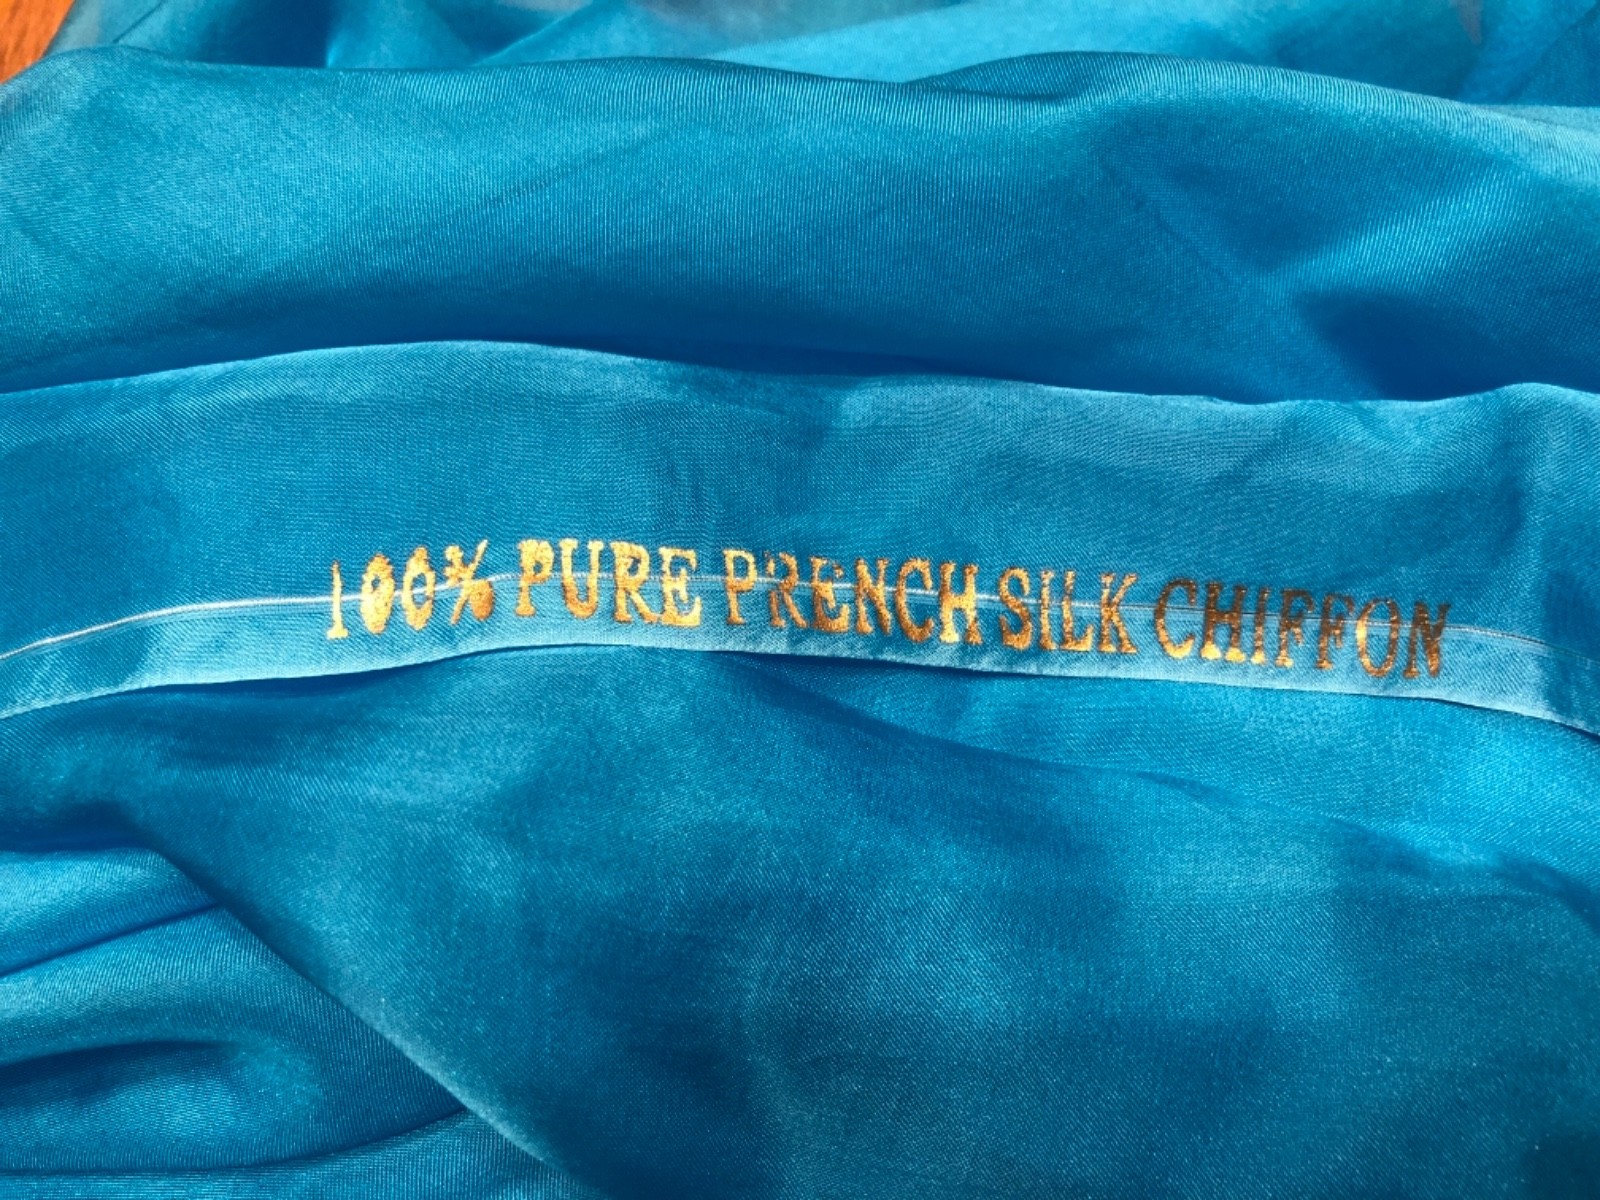 100% PURE PRENCH SILK CHIFFON